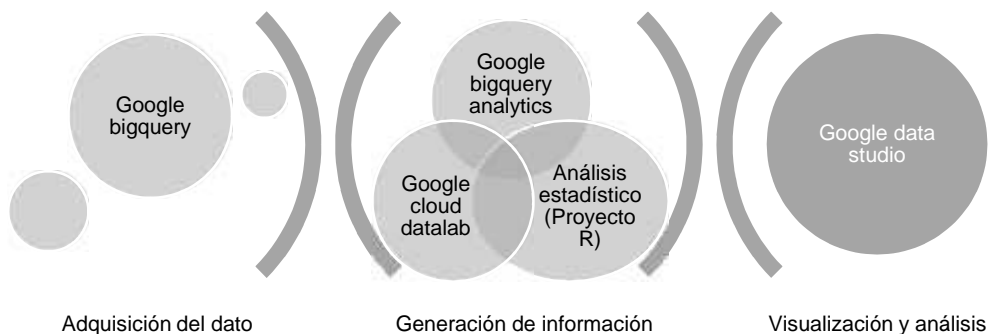 Google
bigquery
Google
bigquery
analytics
Google
cloud
datalab
Análisis
estadístico
(Proyecto
R)
Google data
studio
Adquisición del dato
Generación de información
Visualización y análisis